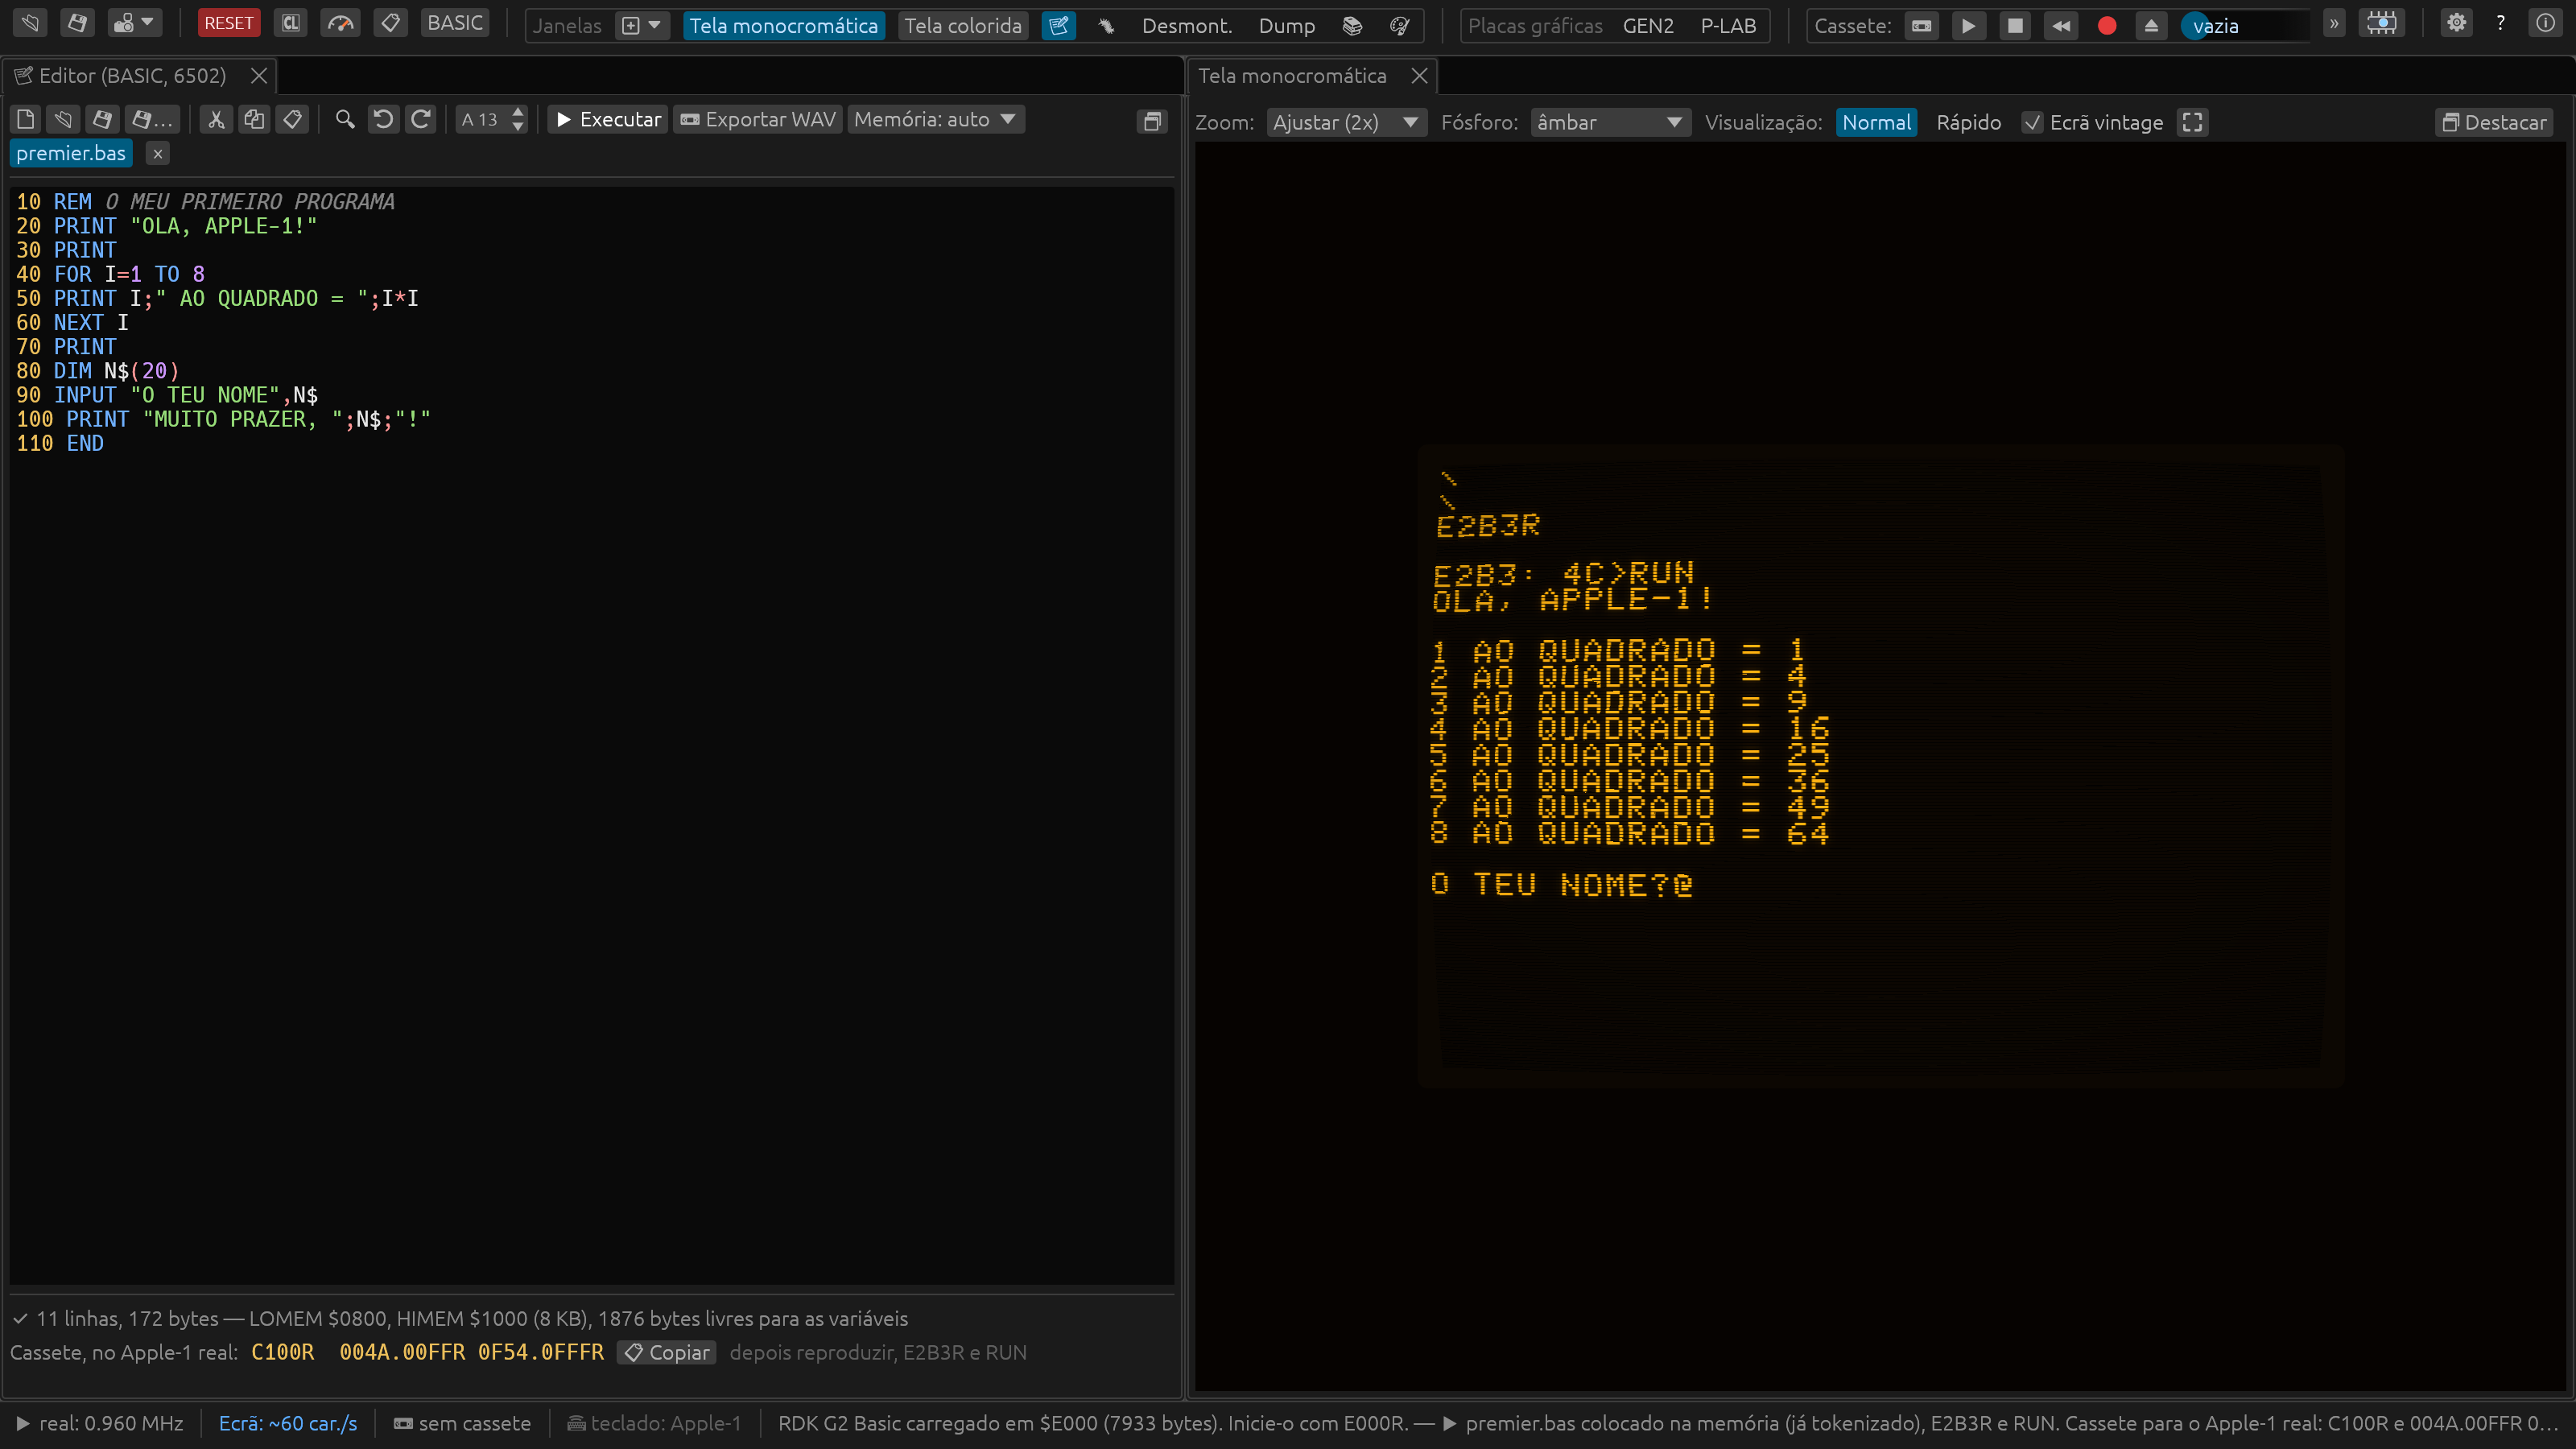 RESET BASIC Janelas Tela monocromática Tela colorida Desmont. Dump Placas gráficas GEN2 P-LAB Cassete: vazia » ?
Editor (BASIC, 6502)
A 13 Executar Exportar WAV Memória: auto
premier.bas x
10 REM O MEU PRIMEIRO PROGRAMA
20 PRINT "OLA, APPLE-1!"
30 PRINT
40 FOR I=1 TO 8
50 PRINT I;" AO QUADRADO = ";I*I
60 NEXT I
70 PRINT
80 DIM N$(20)
90 INPUT "O TEU NOME",N$
100 PRINT "MUITO PRAZER, ";N$;"!"
110 END
✓ 11 linhas, 172 bytes — LOMEM $0800, HIMEM $1000 (8 KB), 1876 bytes livres para as variáveis
Cassete, no Apple-1 real: C100R 004A.00FFR 0F54.0FFFR Copiar depois reproduzir, E2B3R e RUN
Tela monocromática
Zoom: Ajustar (2x) Fósforo: âmbar Visualização: Normal Rápido ✓ Ecrã vintage Destacar
\
\
E2B3R
E2B3: 4C>RUN
OLA, APPLE-1!
1 AO QUADRADO = 1
2 AO QUADRADO = 4
3 AO QUADRADO = 9
4 AO QUADRADO = 16
5 AO QUADRADO = 25
6 AO QUADRADO = 36
7 AO QUADRADO = 49
8 AO QUADRADO = 64
O TEU NOME?@
▶ real: 0.960 MHz Ecrã: ~60 car./s sem cassete teclado: Apple-1 RDK G2 Basic carregado em $E000 (7933 bytes). Inicie-o com E000R. — ▶ premier.bas colocado na memória (já tokenizado), E2B3R e RUN. Cassete para o Apple-1 real: C100R e 004A.00FFR 0...